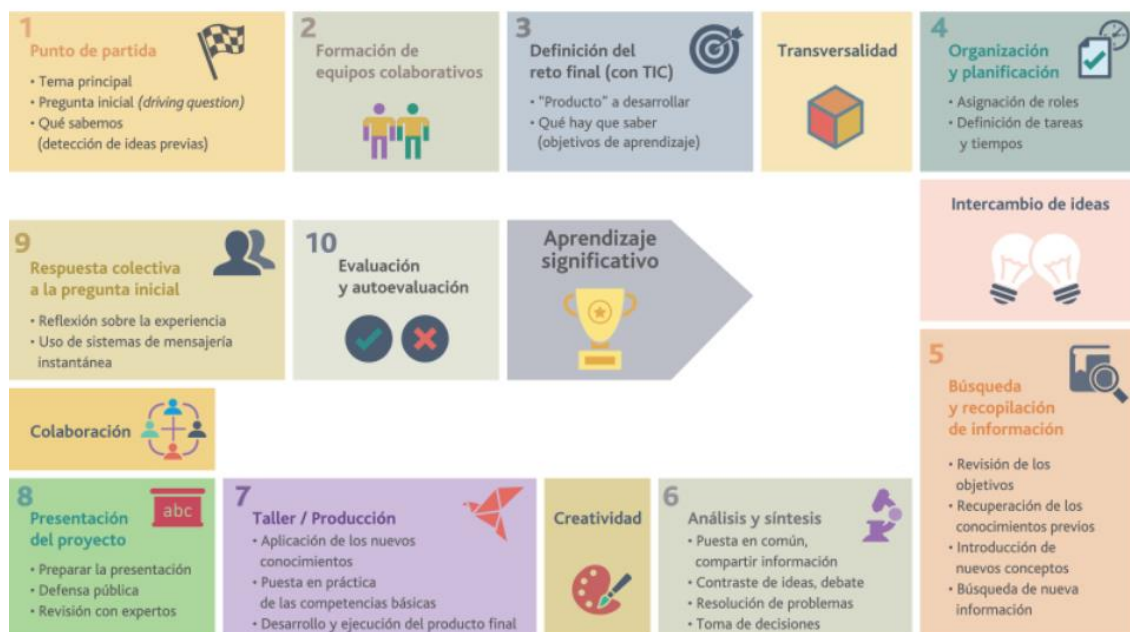 1
Punto de partida
• Tema principal
• Pregunta inicial (driving question)
• Qué sabemos
(detección de ideas previas)
2
Formación de
equipos colaborativos
3
Definición del
reto final (con TIC)
• "Producto" a desarrollar
• Qué hay que saber
(objetivos de aprendizaje)
Transversalidad
4
Organización
y planificación
• Asignación de roles
• Definición de tareas
y tiempos
Intercambio de ideas
5
Búsqueda
y recopilación
de información
• Revisión de los
objetivos
• Recuperación de los
conocimientos previos
• Introducción de
nuevos conceptos
• Búsqueda de nueva
información
6
Análisis y síntesis
• Puesta en común,
compartir información
• Contraste de ideas, debate
• Resolución de problemas
• Toma de decisiones
Creatividad
7
Taller / Producción
• Aplicación de los nuevos
conocimientos
• Puesta en práctica
de las competencias básicas
• Desarrollo y ejecución del producto final
8
abc
Presentación
del proyecto
• Preparar la presentación
• Defensa pública
• Revisión con expertos
Colaboración
9
Respuesta colectiva
a la pregunta inicial
• Reflexión sobre la experiencia
• Uso de sistemas de mensajería
instantánea
10
Evaluación
y autoevaluación
Aprendizaje
significativo